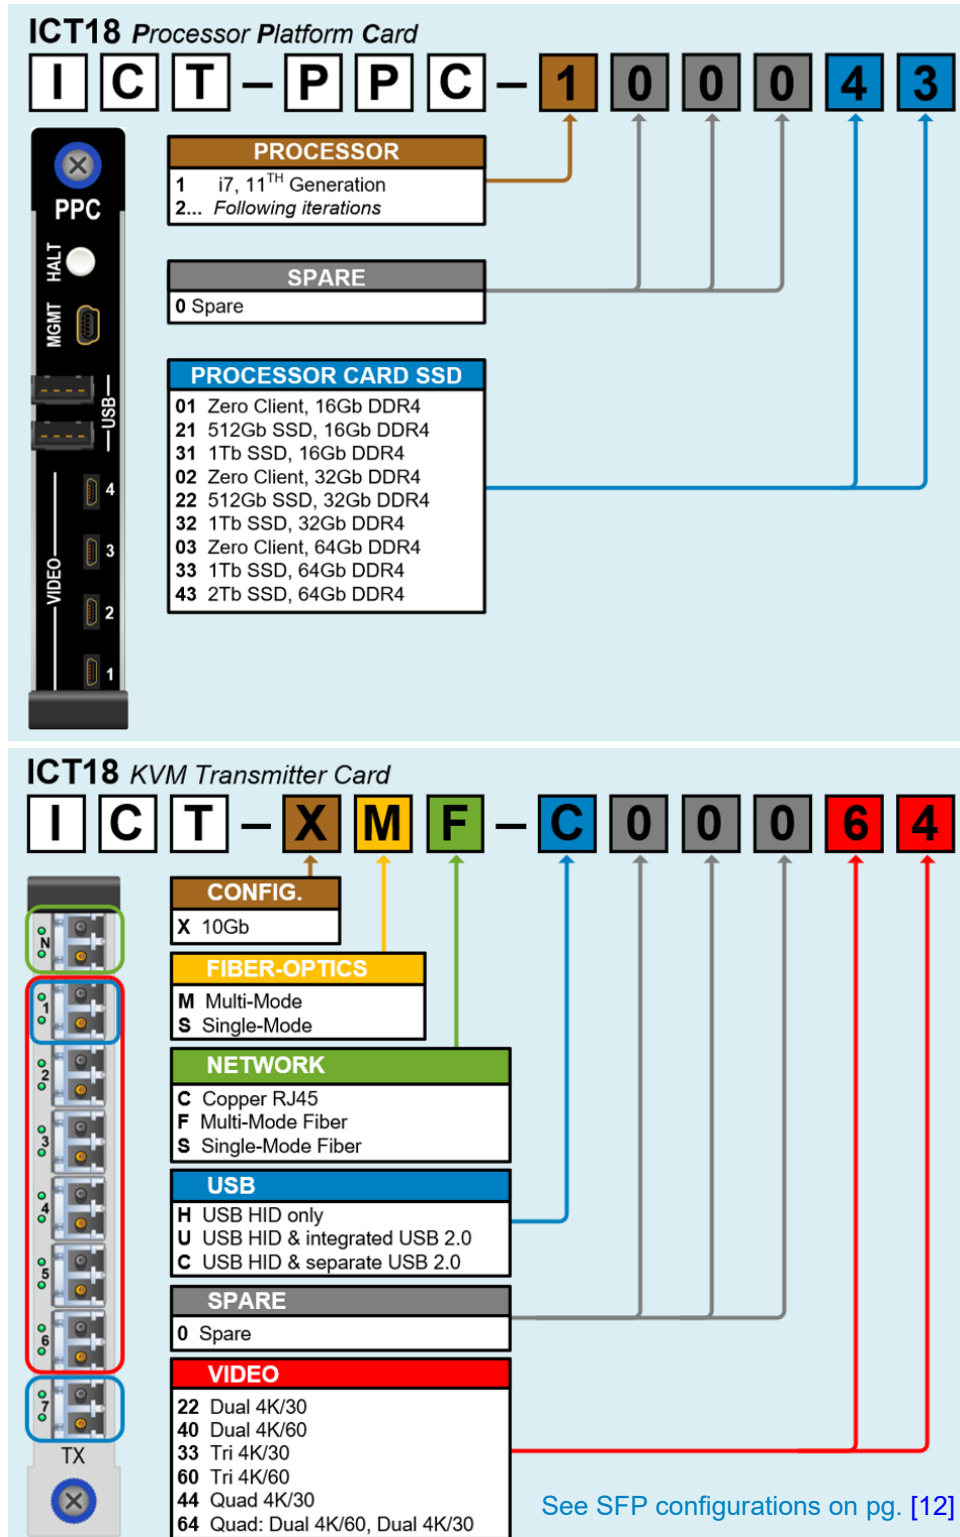 ICT18 Processor Platform Card
I C T – P P C – 1 0 0 0 4 3
PPC
HALT
MGMT
USB
VIDEO
4
3
2
1
PROCESSOR
1 i7, 11TH Generation
2... Following iterations
SPARE
0 Spare
PROCESSOR CARD SSD
01 Zero Client, 16Gb DDR4
21 512Gb SSD, 16Gb DDR4
31 1Tb SSD, 16Gb DDR4
02 Zero Client, 32Gb DDR4
22 512Gb SSD, 32Gb DDR4
32 1Tb SSD, 32Gb DDR4
03 Zero Client, 64Gb DDR4
33 1Tb SSD, 64Gb DDR4
43 2Tb SSD, 64Gb DDR4
ICT18 KVM Transmitter Card
I C T – X M F – C 0 0 0 6 4
N
1
2
3
4
5
6
7
TX
CONFIG.
X 10Gb
FIBER-OPTICS
M Multi-Mode
S Single-Mode
NETWORK
C Copper RJ45
F Multi-Mode Fiber
S Single-Mode Fiber
USB
H USB HID only
U USB HID & integrated USB 2.0
C USB HID & separate USB 2.0
SPARE
0 Spare
VIDEO
22 Dual 4K/30
40 Dual 4K/60
33 Tri 4K/30
60 Tri 4K/60
44 Quad 4K/30
64 Quad: Dual 4K/60, Dual 4K/30
See SFP configurations on pg. [12]